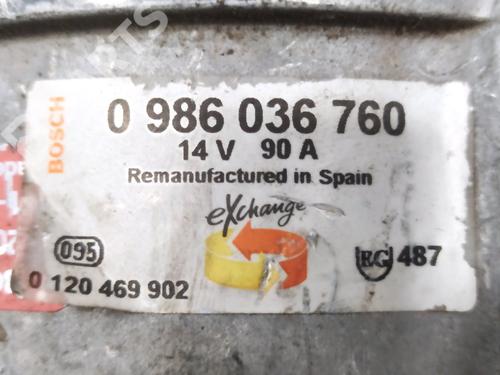 BOSCH
0 986 036 760
14 V 90 A
Remanufactured in Spain
eXchange
095
EG 487
0 120 469 902